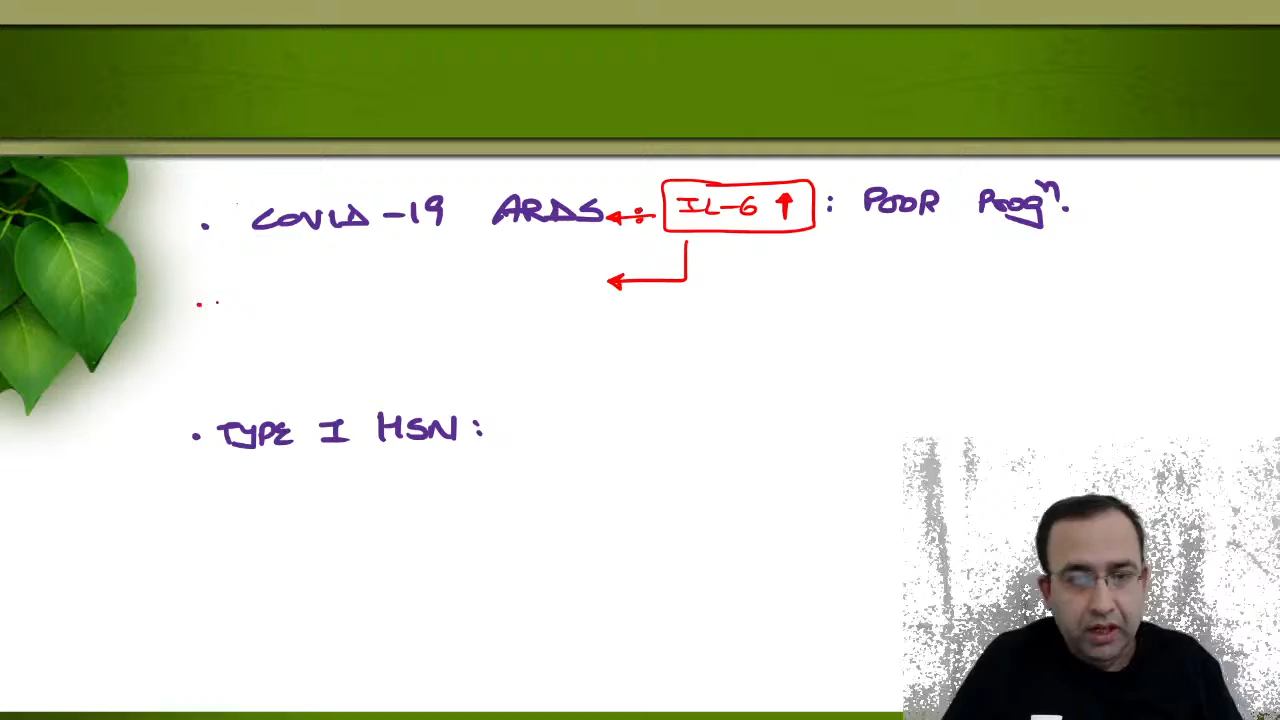 . COVID-19 ARDS : IL-6 ↑ : POOR Progⁿ.
. TYPE I HSN :